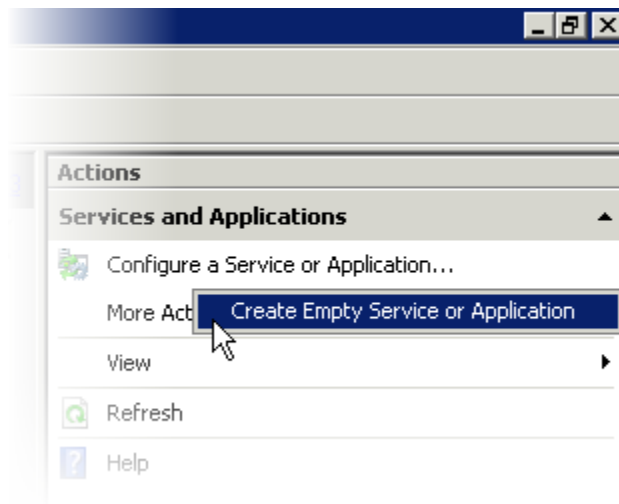 Actions
Services and Applications
Configure a Service or Application...
More Act
Create Empty Service or Application
View
Refresh
Help